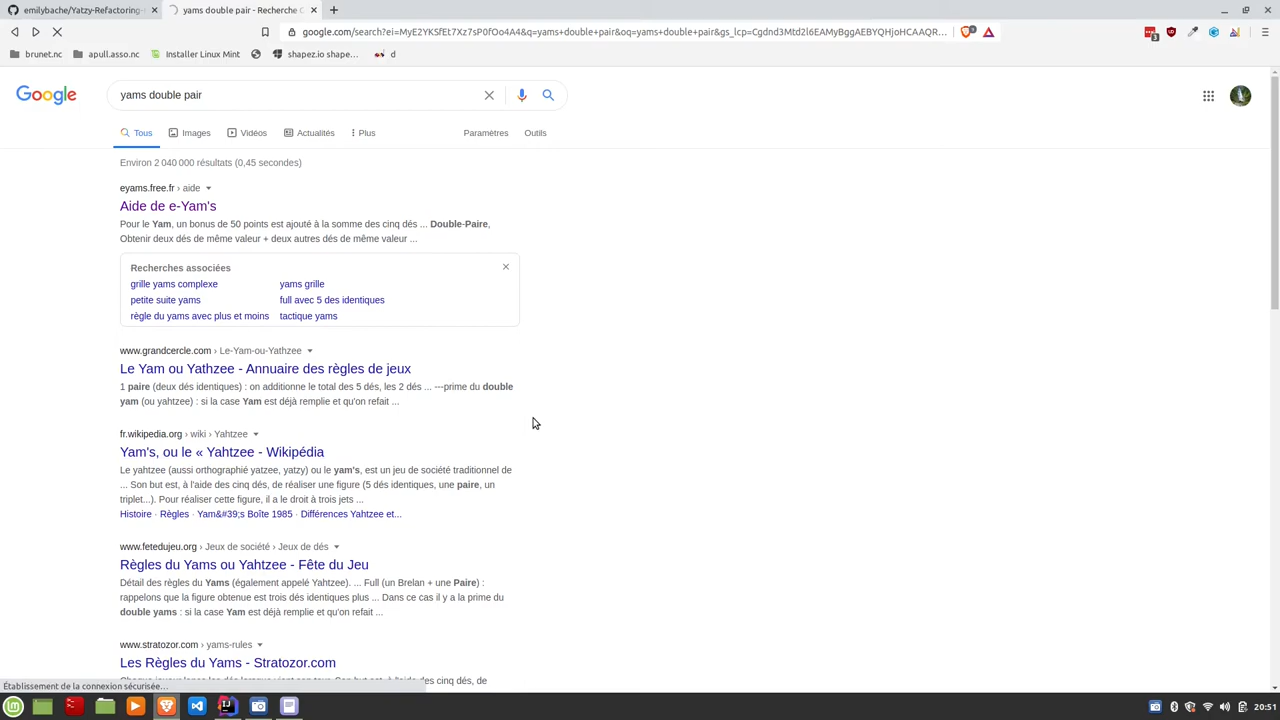 emilybache/Yatzy-Refactoring-
yams double pair - Recherche G
google.com/search?ei=MyE2YKSfEE7Xz7sP0fOo4A4&q=yams+double+pair&oq=yams+double+pair&gs_lcp=Cgdnd3Mtd2l6EAMyBggAEBYQHjoHCAAQR...
brunet.net
apull.asso.nc
Installer Linux Mint
shapez.io shape...
d
Google
yams double pair
Tous
Images
Vidéos
Actualités
Plus
Paramètres
Outils
Environ 2 040 000 résultats (0,45 secondes)
eyams.free.fr › aide
Aide de e-Yam's
Pour le Yam, un bonus de 50 points est ajouté à la somme des cinq dés ... Double-Paire,
Obtenir deux dés de même valeur + deux autres dés de même valeur ...
Recherches associées
grille yams complexe
yams grille
petite suite yams
full avec 5 des identiques
règle du yams avec plus et moins
tactique yams
www.grandcercle.com › Le-Yam-ou-Yathzee
Le Yam ou Yathzee - Annuaire des règles de jeux
1 paire (deux dés identiques) : on additionne le total des 5 dés, les 2 dés ... ---prime du double
yam (ou yahtzee) : si la case Yam est déjà remplie et qu'on refait ...
fr.wikipedia.org › wiki › Yahtzee
Yam's, ou le « Yahtzee - Wikipédia
Le yahtzee (aussi orthographié yatzee, yatzy) ou le yam's, est un jeu de société traditionnel de
... Son but est, à l'aide des cinq dés, de réaliser une figure (5 dés identiques, une paire, un
triplet...). Pour réaliser cette figure, il a le droit à trois jets ...
Histoire · Règles · Yam&#39;s Boîte 1985 · Différences Yahtzee et...
www.fetedujeu.org › Jeux de société › Jeux de dés
Règles du Yams ou Yahtzee - Fête du Jeu
Détail des règles du Yams (également appelé Yahtzee). ... Full (un Brelan + une Paire) :
rappelons que la figure obtenue est trois dés identiques plus ... Dans ce cas il y a la prime du
double yams : si la case Yam est déjà remplie et qu'on refait ...
www.stratozor.com › yams-rules
Les Règles du Yams - Stratozor.com
Établissement de la connexion sécurisée...
20:51